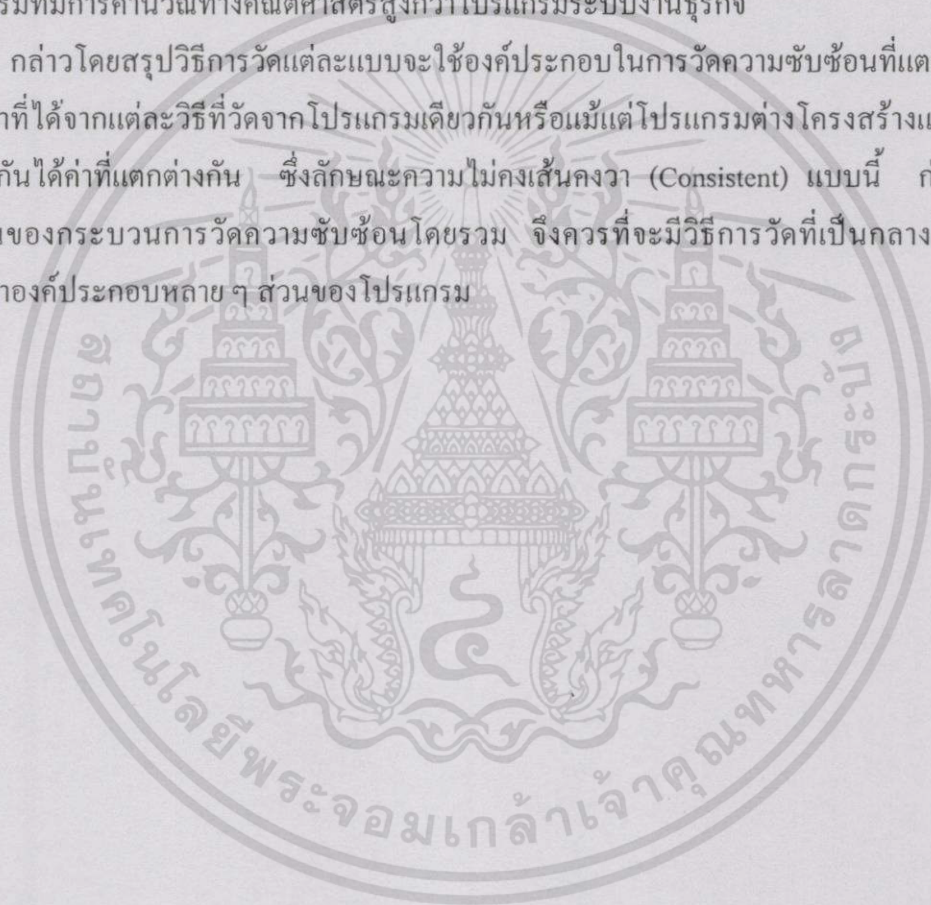 รมที่มีการคำนวณทางคณิตศาสตร์สูงกว่าโปรแกรมระบบงานธุรกิจ
กล่าวโดยสรุปวิธีการวัดแต่ละแบบจะใช้องค์ประกอบในการวัดความซับซ้อนที่แต
าที่ได้จากแต่ละวิธีที่วัดจากโปรแกรมเดียวกันหรือแม้แต่โปรแกรมต่างโครงสร้างแ
กันได้ค่าที่แตกต่างกัน ซึ่งลักษณะความไม่คงเส้นคงวา (Consistent) แบบนี้ ก
ของกระบวนการวัดความซับซ้อนโดยรวม จึงควรที่จะมีวิธีการวัดที่เป็นกลาง
าองค์ประกอบหลาย ๆ ส่วนของโปรแกรม
สถาบันเทคโนโลยีพระจอมเกล้าเจ้าคุณทหารลาดกระบัง